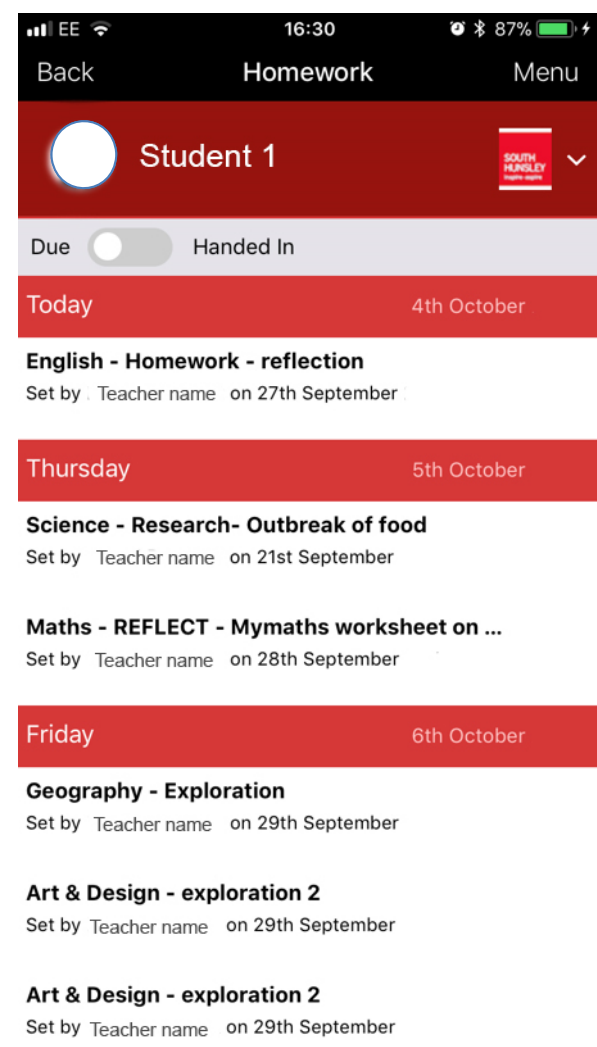 EE 16:30 87%
Back Homework Menu
Student 1
SOUTH
HUNSLEY
Due Handed In
Today 4th October
English - Homework - reflection
Set by Teacher name on 27th September
Thursday 5th October
Science - Research- Outbreak of food
Set by Teacher name on 21st September
Maths - REFLECT - Mymaths worksheet on ...
Set by Teacher name on 28th September
Friday 6th October
Geography - Exploration
Set by Teacher name on 29th September
Art & Design - exploration 2
Set by Teacher name on 29th September
Art & Design - exploration 2
Set by Teacher name on 29th September